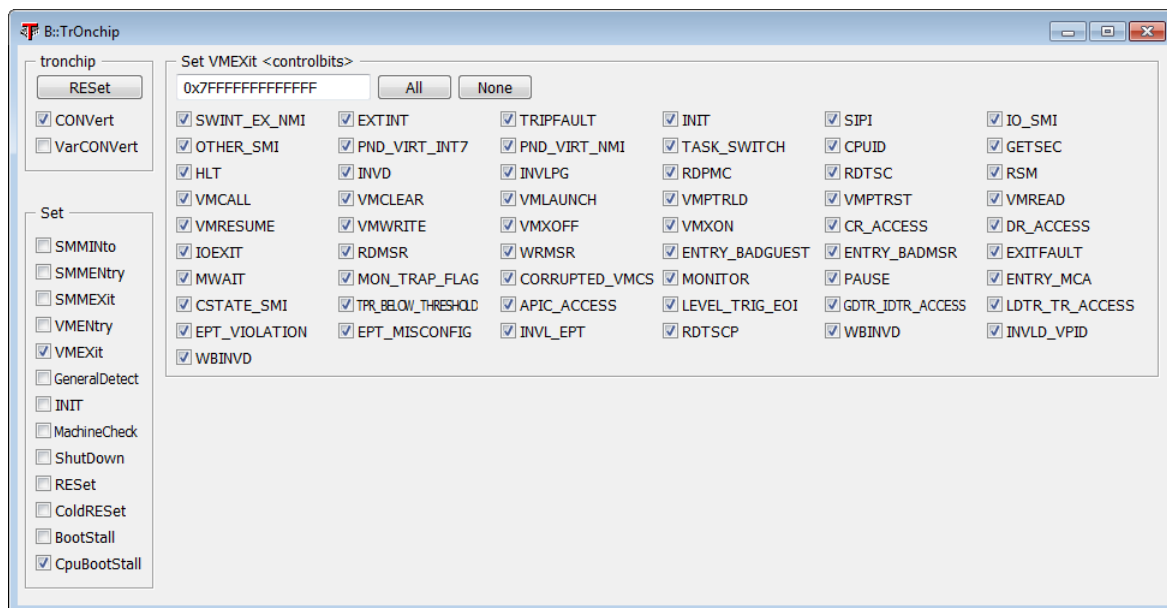 B::TrOnchip
tronchip
RESet
CONVert
VarCONVert
Set
SMMINto
SMMENtry
SMMEXit
VMENtry
VMEXit
GeneralDetect
INIT
MachineCheck
ShutDown
RESet
ColdRESet
BootStall
CpuBootStall
Set VMEXit <controlbits>
0x7FFFFFFFFFFFFF All None
SWINT_EX_NMI EXTINT TRIPFAULT INIT SIPI IO_SMI
OTHER_SMI PND_VIRT_INT7 PND_VIRT_NMI TASK_SWITCH CPUID GETSEC
HLT INVD INVLPG RDPMC RDTSC RSM
VMCALL VMCLEAR VMLAUNCH VMPTRLD VMPTRST VMREAD
VMRESUME VMWRITE VMXOFF VMXON CR_ACCESS DR_ACCESS
IOEXIT RDMSR WRMSR ENTRY_BADGUEST ENTRY_BADMSR EXITFAULT
MWAIT MON_TRAP_FLAG CORRUPTED_VMCS MONITOR PAUSE ENTRY_MCA
CSTATE_SMI TPR_BELOW_THRESHOLD APIC_ACCESS LEVEL_TRIG_EOI GDTR_IDTR_ACCESS LDTR_TR_ACCESS
EPT_VIOLATION EPT_MISCONFIG INVL_EPT RDTSCP WBINVD INVLD_VPID
WBINVD